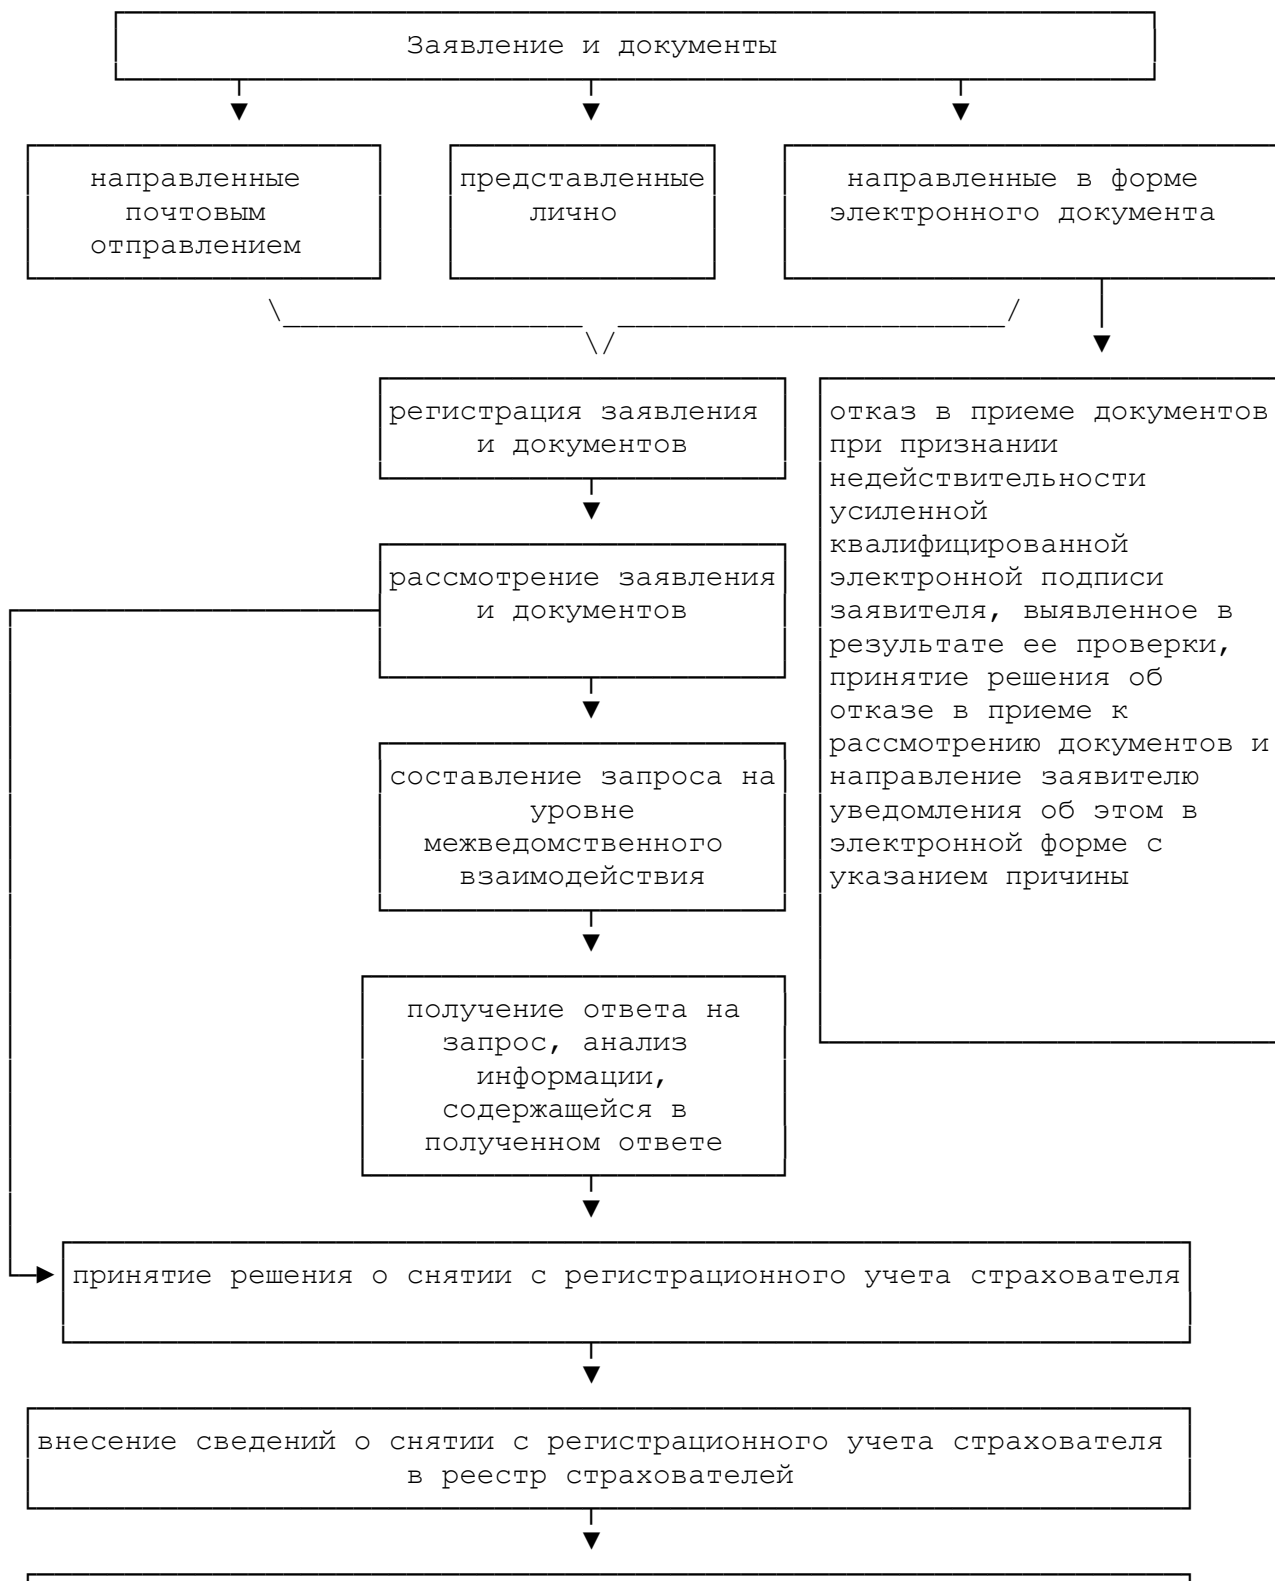 Заявление и документы
направленные
почтовым
отправлением
представленные
лично
направленные в форме
электронного документа
регистрация заявления
и документов
рассмотрение заявления
и документов
составление запроса на
уровне
межведомственного
взаимодействия
получение ответа на
запрос, анализ
информации,
содержащейся в
полученном ответе
отказ в приеме документов
при признании
недействительности
усиленной
квалифицированной
электронной подписи
заявителя, выявленное в
результате ее проверки,
принятие решения об
отказе в приеме к
рассмотрению документов и
направление заявителю
уведомления об этом в
электронной форме с
указанием причины
принятие решения о снятии с регистрационного учета страхователя
внесение сведений о снятии с регистрационного учета страхователя
в реестр страхователей